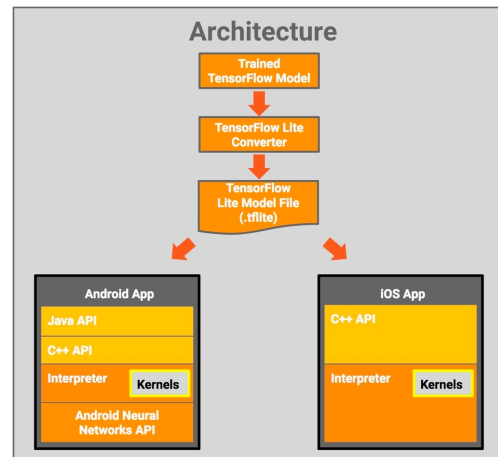 Architecture
Trained
TensorFlow Model
TensorFlow Lite
Converter
TensorFlow
Lite Model File
(.tflite)
Android App
Java API
C++ API
Interpreter
Kernels
Android Neural
Networks API
iOS App
C++ API
Interpreter
Kernels